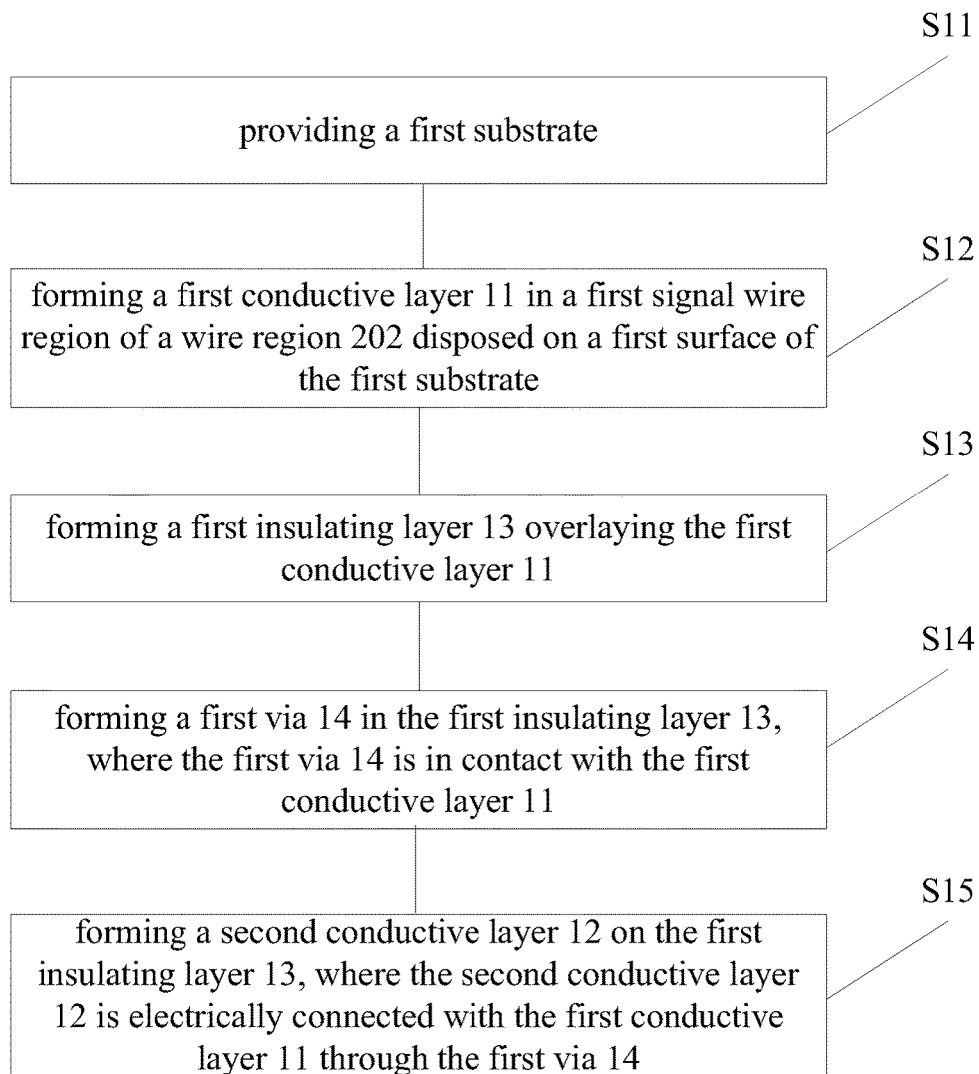 S11
providing a first substrate
S12
forming a first conductive layer 11 in a first signal wire
region of a wire region 202 disposed on a first surface of
the first substrate
S13
forming a first insulating layer 13 overlaying the first
conductive layer 11
S14
forming a first via 14 in the first insulating layer 13,
where the first via 14 is in contact with the first
conductive layer 11
S15
forming a second conductive layer 12 on the first
insulating layer 13, where the second conductive layer
12 is electrically connected with the first conductive
layer 11 through the first via 14